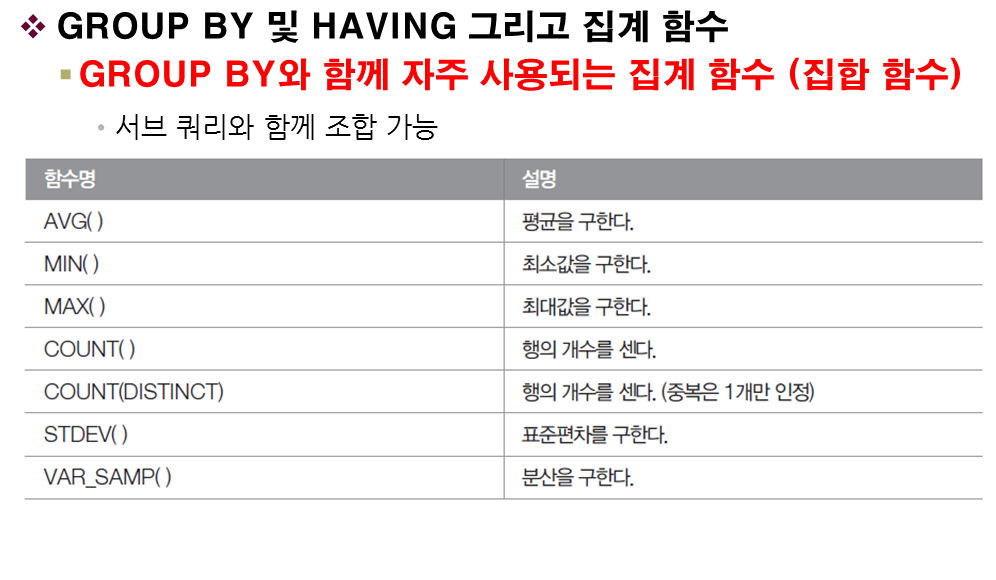 ❖ GROUP BY 및 HAVING 그리고 집계 함수
▪ GROUP BY와 함께 자주 사용되는 집계 함수 (집합 함수)
• 서브 쿼리와 함께 조합 가능
함수명 설명
AVG( ) 평균을 구한다.
MIN( ) 최소값을 구한다.
MAX( ) 최대값을 구한다.
COUNT( ) 행의 개수를 센다.
COUNT(DISTINCT) 행의 개수를 센다. (중복은 1개만 인정)
STDEV( ) 표준편차를 구한다.
VAR_SAMP( ) 분산을 구한다.